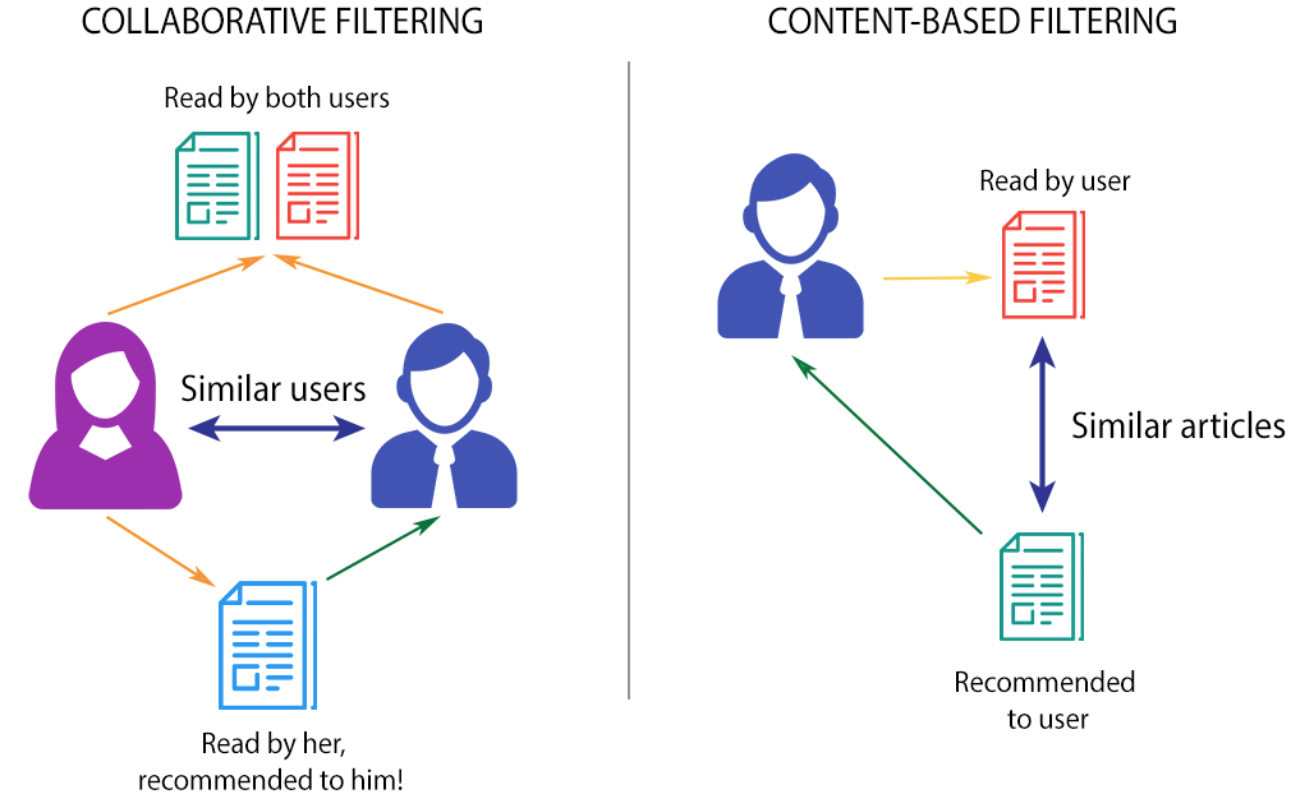 COLLABORATIVE FILTERING
Read by both users
Similar users
Read by her,
recommended to him!
CONTENT-BASED FILTERING
Read by user
Similar articles
Recommended
to user